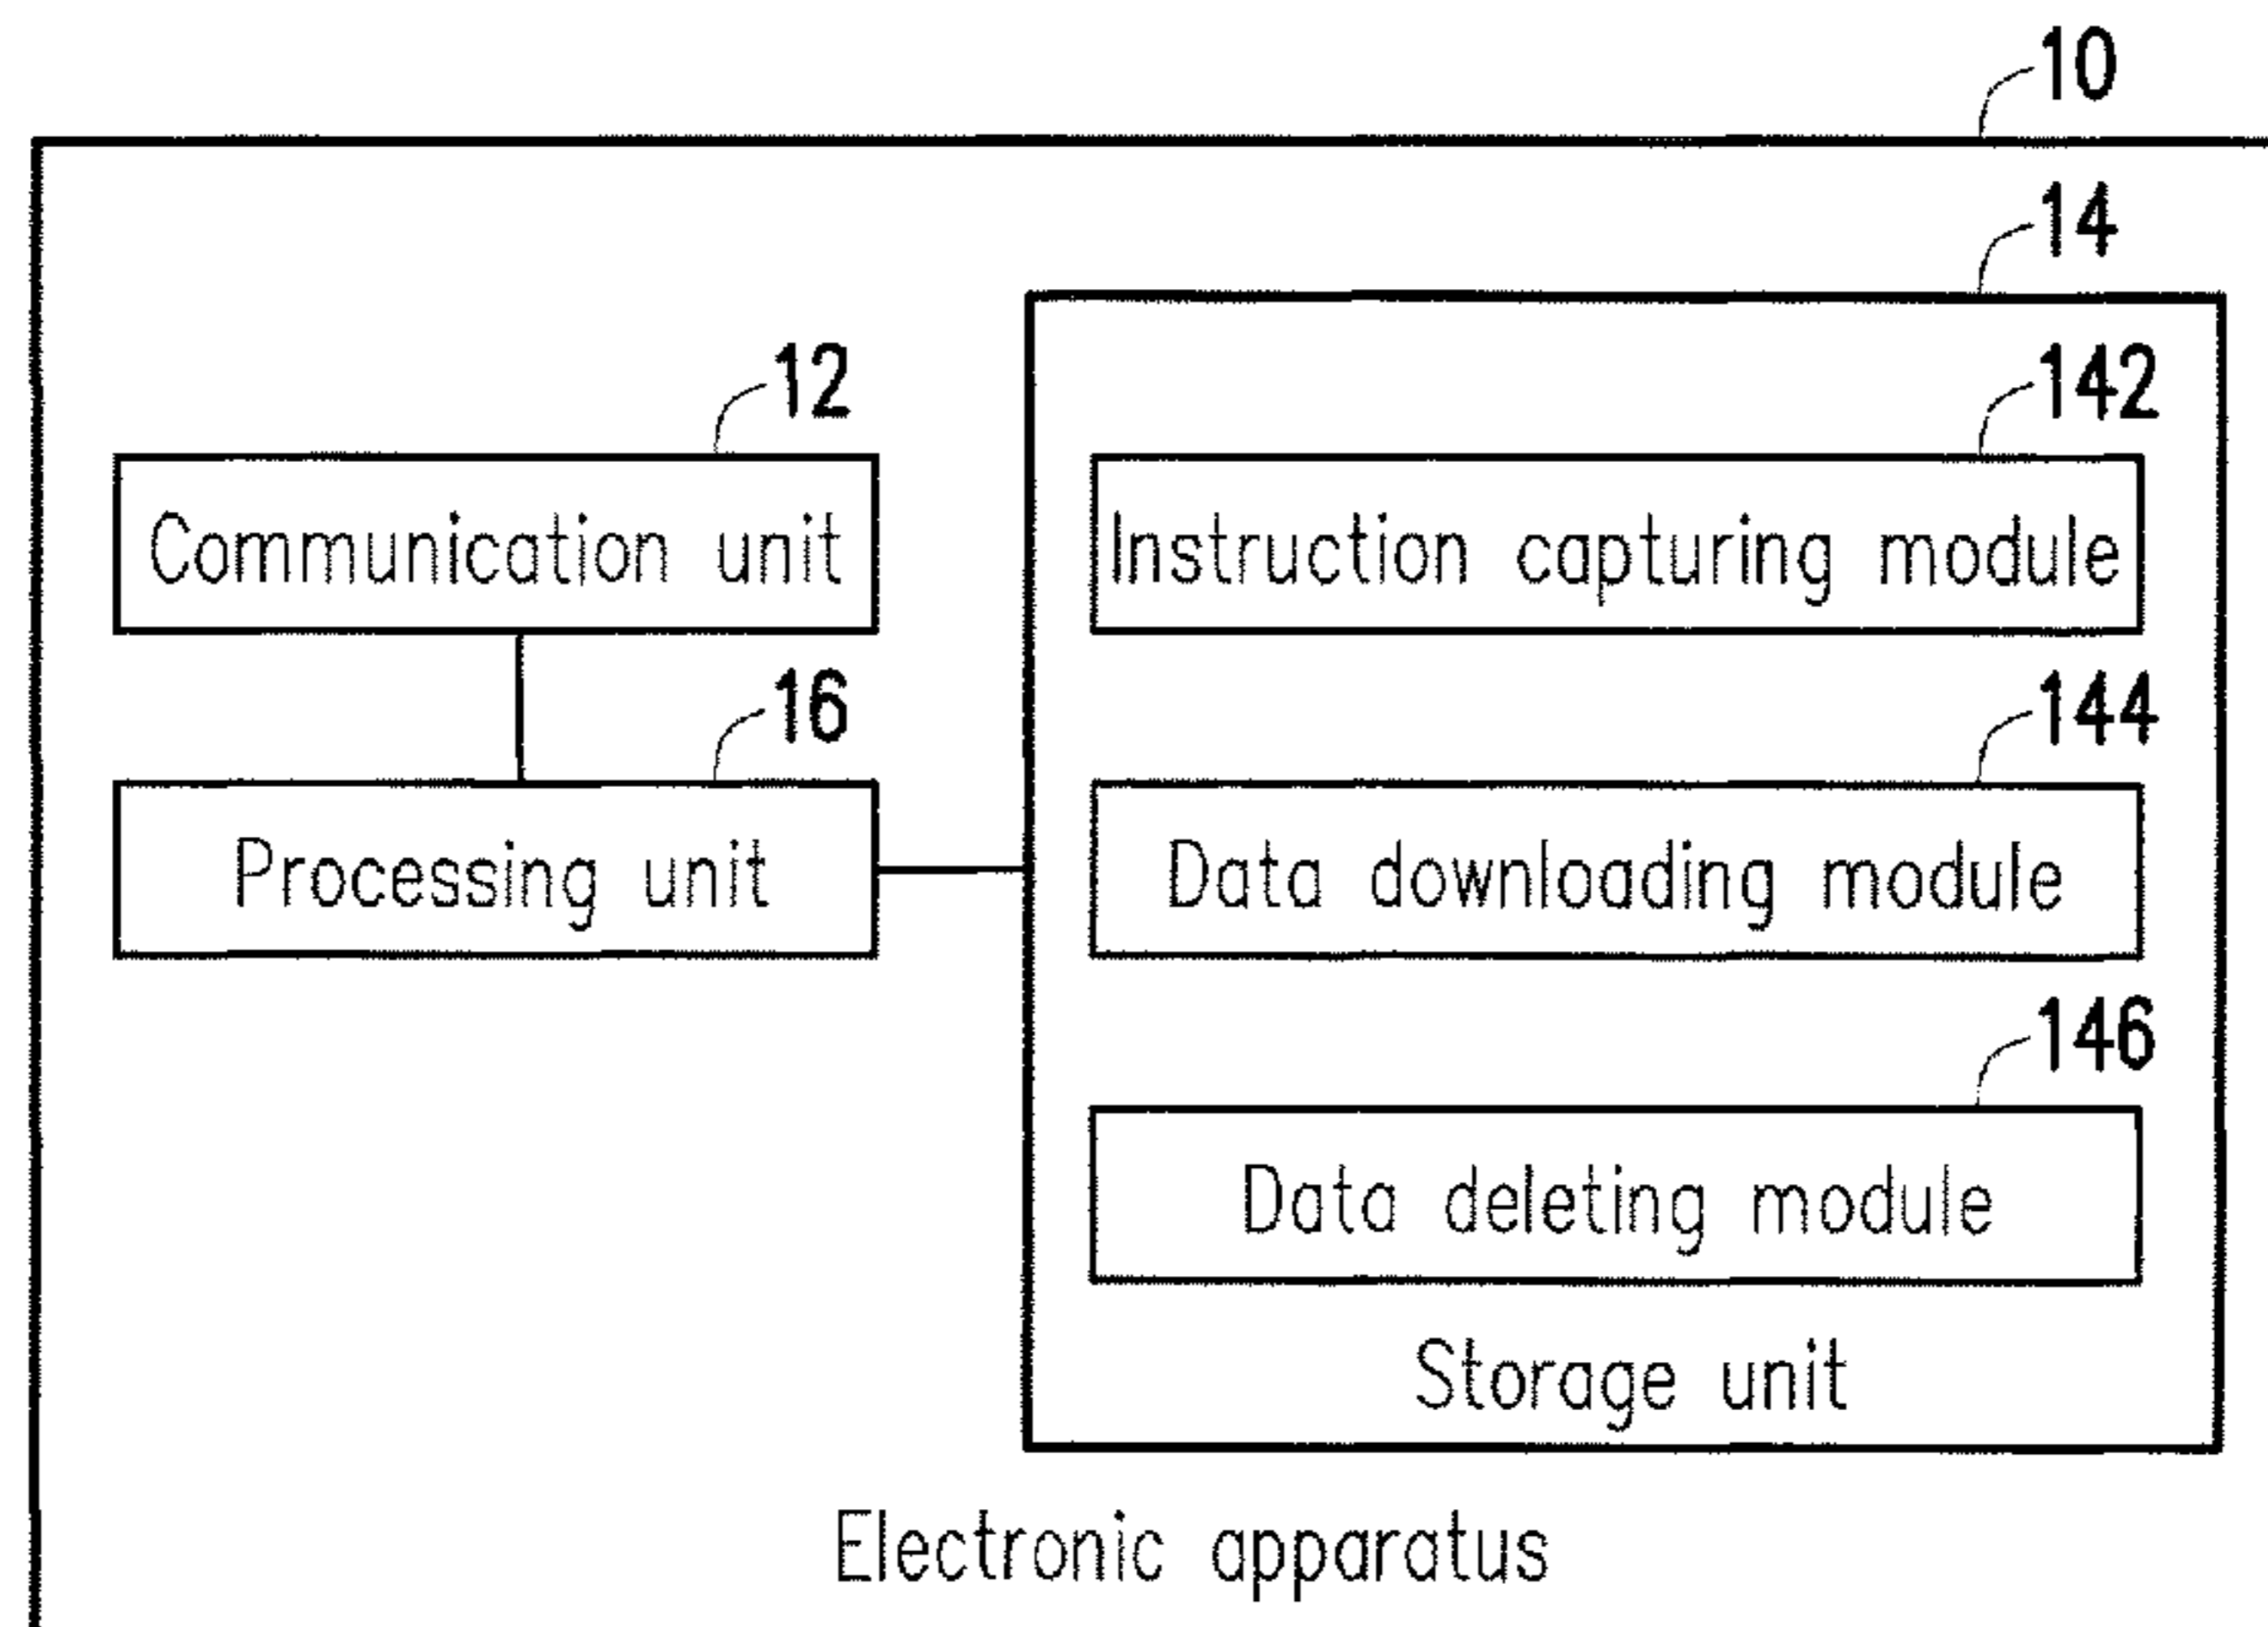 10
14
12
142
Communication unit
Instruction capturing module
16
144
Processing unit
Data downloading module
146
Data deleting module
Storage unit
Electronic apparatus